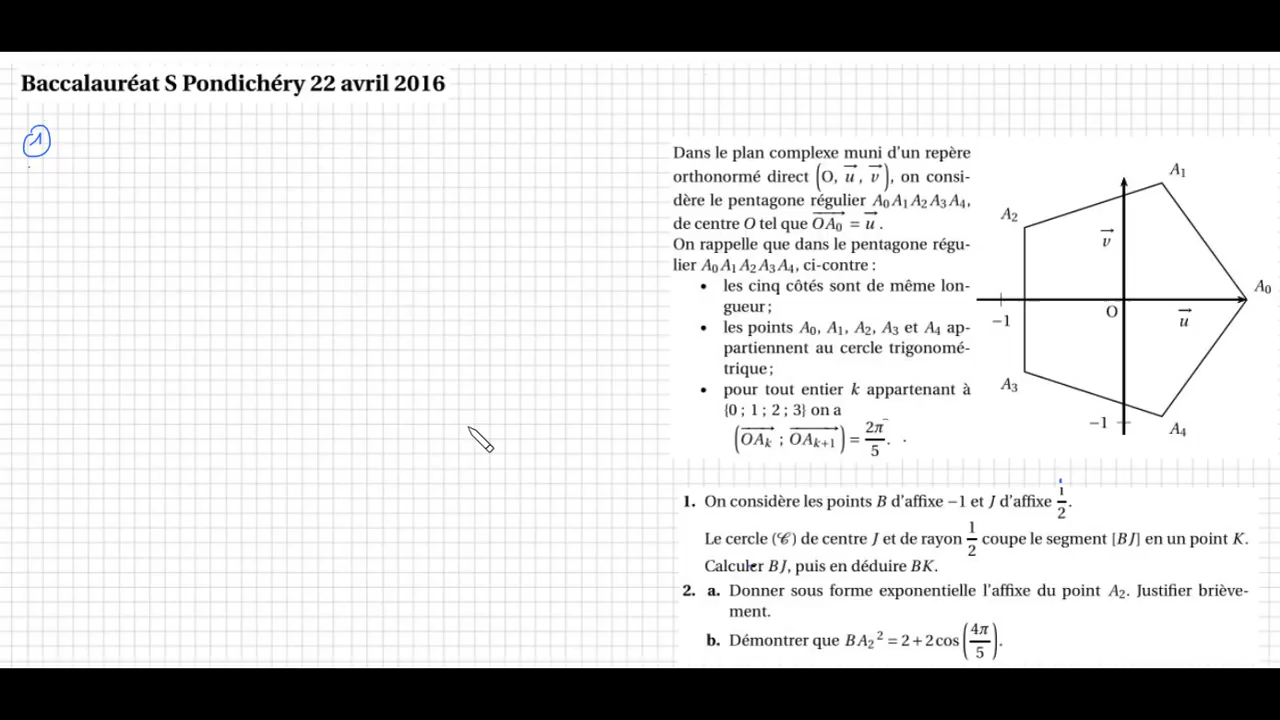 Baccalauréat S Pondichéry 22 avril 2016
1
Dans le plan complexe muni d'un repère
orthonormé direct (O, u⃗, v⃗), on consi-
dère le pentagone régulier A₀A₁A₂A₃A₄,
de centre O tel que OA₀⃗ = u⃗.
On rappelle que dans le pentagone régu-
lier A₀A₁A₂A₃A₄, ci-contre :
• les cinq côtés sont de même lon-
gueur ;
• les points A₀, A₁, A₂, A₃ et A₄ ap-
partiennent au cercle trigonomé-
trique ;
• pour tout entier k appartenant à
{0 ; 1 ; 2 ; 3} on a
(OAₖ⃗ ; OAₖ₊₁⃗) = 2π/5.
A₁
A₂
v⃗
A₀
O
u⃗
−1
A₃
−1
A₄
1. On considère les points B d'affixe −1 et J d'affixe i/2.
Le cercle (𝒞) de centre J et de rayon 1/2 coupe le segment [BJ] en un point K.
Calculer BJ, puis en déduire BK.
2. a. Donner sous forme exponentielle l'affixe du point A₂. Justifier briève-
ment.
b. Démontrer que BA₂² = 2 + 2cos(4π/5).